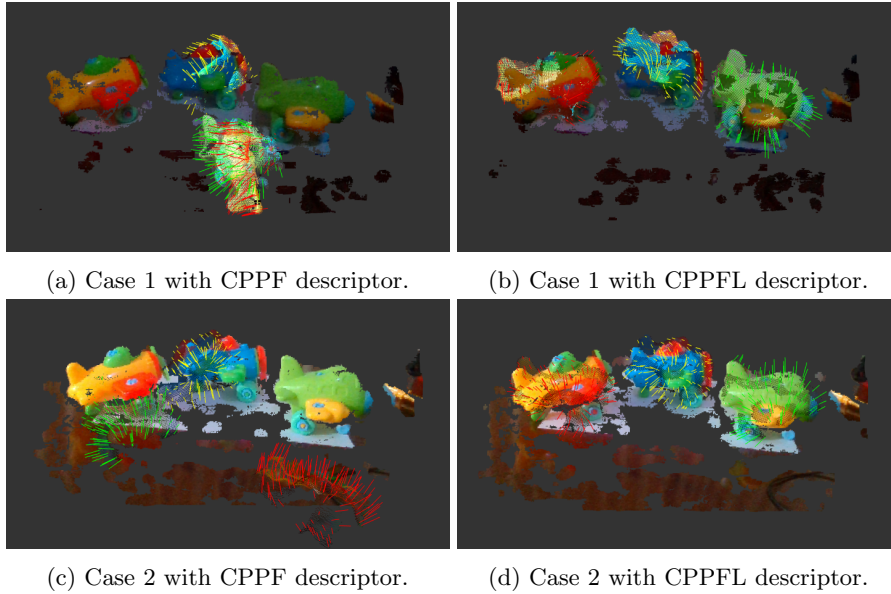 (a) Case 1 with CPPF descriptor.
(b) Case 1 with CPPFL descriptor.
(c) Case 2 with CPPF descriptor.
(d) Case 2 with CPPFL descriptor.